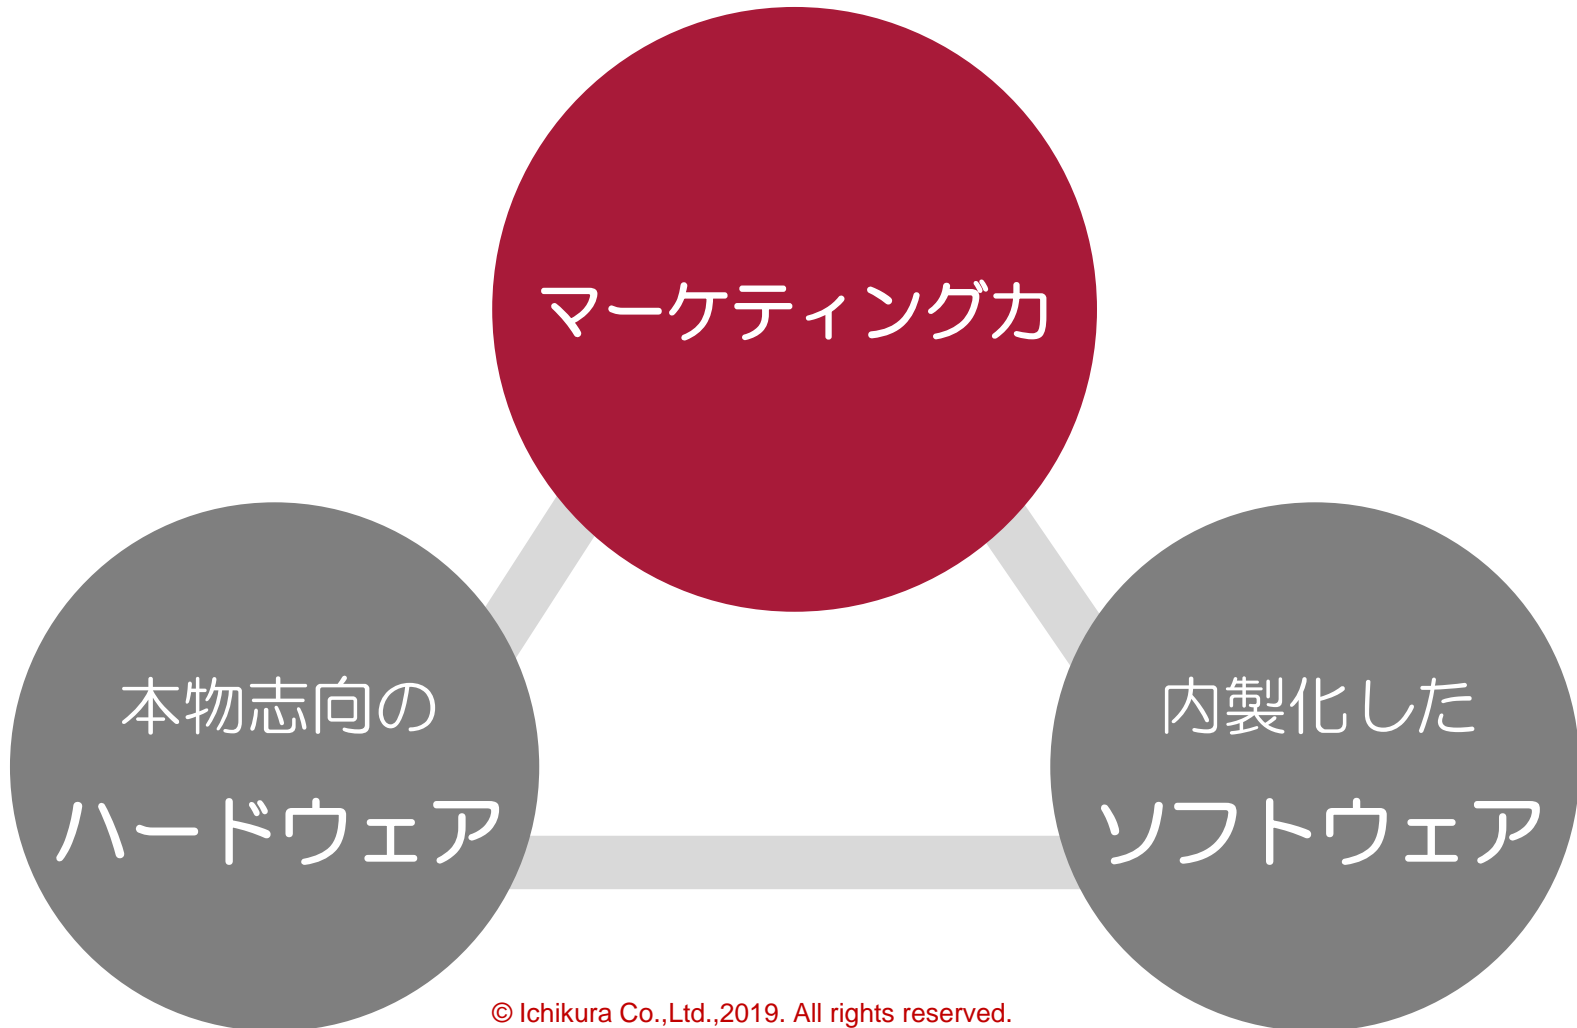 マーケティング力
本物志向の
ハードウェア
内製化した
ソフトウェア
© Ichikura Co.,Ltd.,2019. All rights reserved.